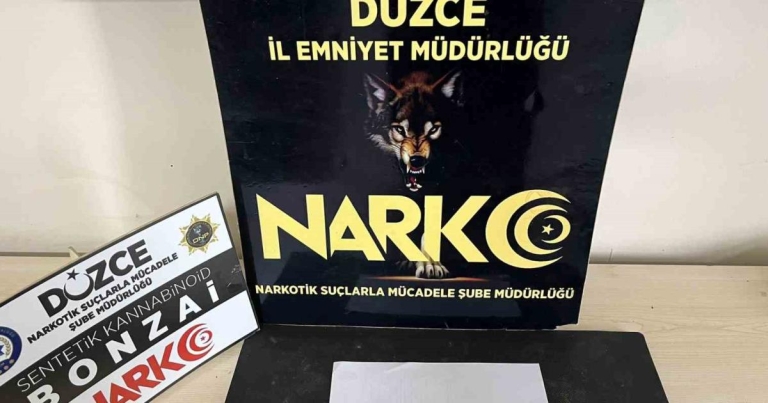 DÜZCE
İL EMNİYET MÜDÜRLÜĞÜ
NARKO
NARKOTİK SUÇLARLA MÜCADELE ŞUBE MÜDÜRLÜĞÜ
DÜZCE
NARKOTİK SUÇLARLA MÜCADELE
ŞUBE MÜDÜRLÜĞÜ
SENTETİK KANNABİNOİD
BONZAİ
NARKO